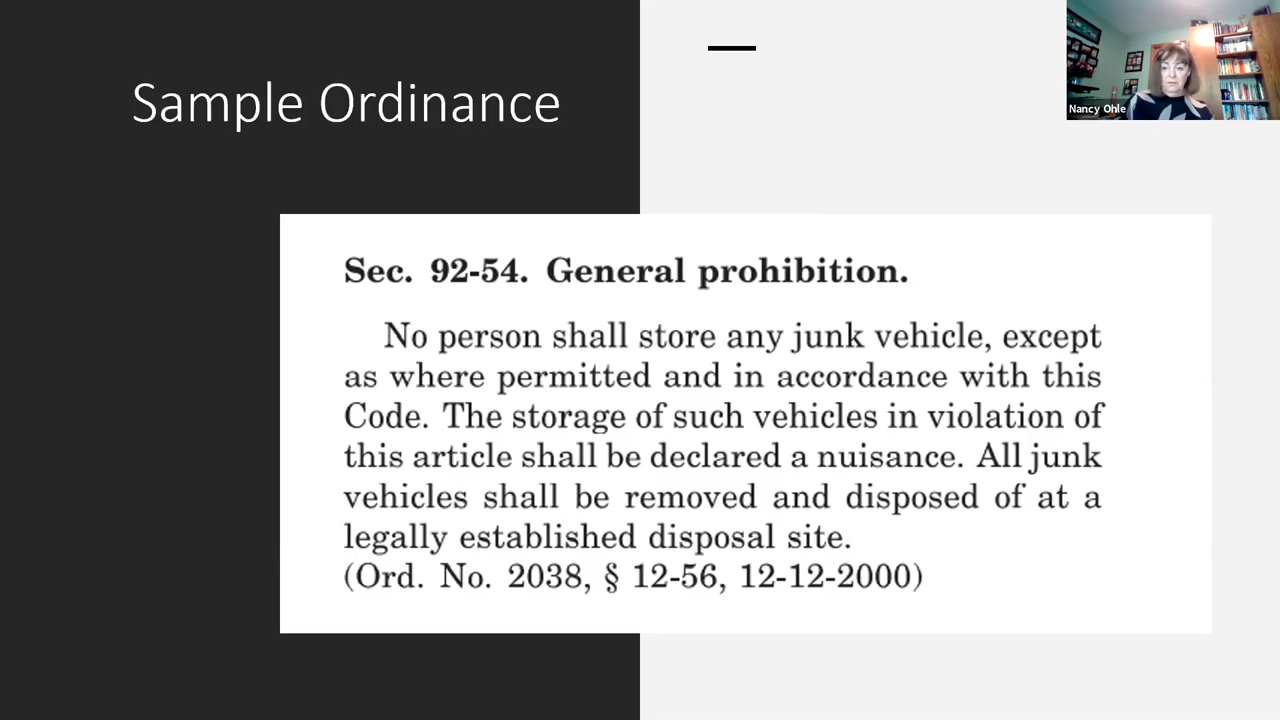 Sample Ordinance
Nancy Ohle
Sec. 92-54. General prohibition.
No person shall store any junk vehicle, except
as where permitted and in accordance with this
Code. The storage of such vehicles in violation of
this article shall be declared a nuisance. All junk
vehicles shall be removed and disposed of at a
legally established disposal site.
(Ord. No. 2038, § 12-56, 12-12-2000)